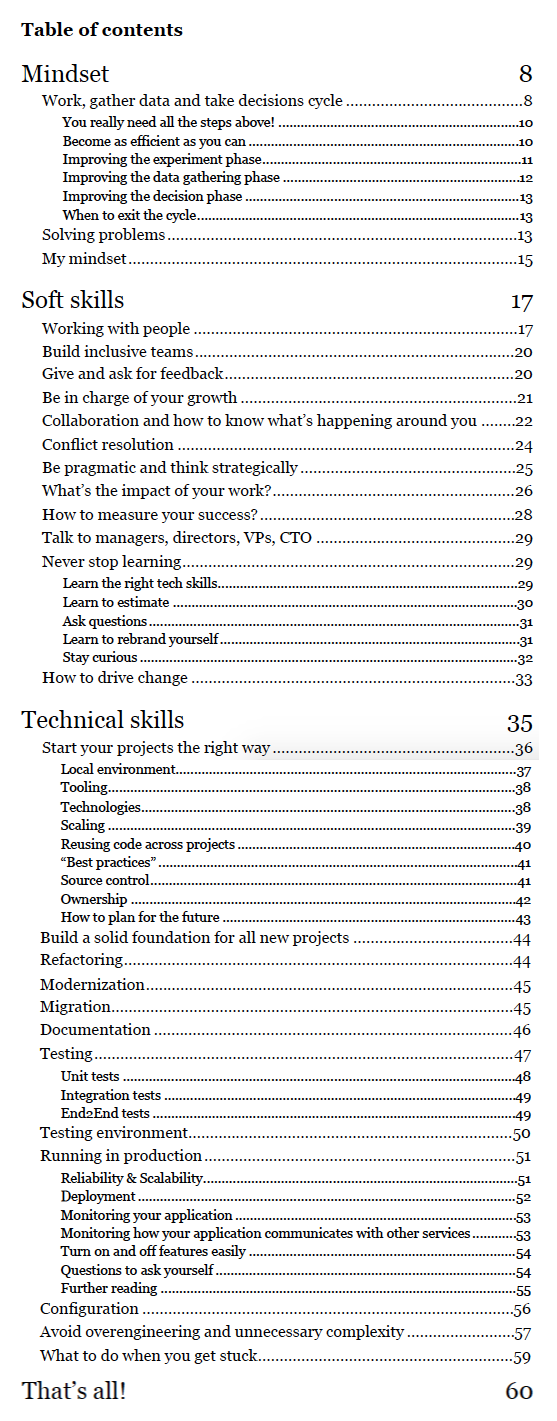 Table of contents
Mindset 8
Work, gather data and take decisions cycle ........................................8
You really need all the steps above! ........................................10
Become as efficient as you can ........................................10
Improving the experiment phase........................................11
Improving the data gathering phase ........................................12
Improving the decision phase ........................................13
When to exit the cycle........................................13
Solving problems........................................13
My mindset........................................15
Soft skills 17
Working with people ........................................17
Build inclusive teams........................................20
Give and ask for feedback........................................20
Be in charge of your growth ........................................21
Collaboration and how to know what’s happening around you ........22
Conflict resolution ........................................24
Be pragmatic and think strategically ........................................25
What’s the impact of your work?........................................26
How to measure your success? ........................................28
Talk to managers, directors, VPs, CTO ........................................29
Never stop learning........................................29
Learn the right tech skills........................................29
Learn to estimate ........................................30
Ask questions ........................................31
Learn to rebrand yourself ........................................31
Stay curious ........................................32
How to drive change ........................................33
Technical skills 35
Start your projects the right way ........................................36
Local environment........................................37
Tooling........................................38
Technologies........................................38
Scaling ........................................39
Reusing code across projects ........................................40
“Best practices” ........................................41
Source control........................................41
Ownership ........................................42
How to plan for the future ........................................43
Build a solid foundation for all new projects ........................................44
Refactoring........................................44
Modernization........................................45
Migration........................................45
Documentation ........................................46
Testing........................................47
Unit tests ........................................48
Integration tests ........................................49
End2End tests ........................................49
Testing environment........................................50
Running in production ........................................51
Reliability & Scalability........................................51
Deployment ........................................52
Monitoring your application ........................................53
Monitoring how your application communicates with other services ...........53
Turn on and off features easily ........................................54
Questions to ask yourself ........................................54
Further reading ........................................55
Configuration ........................................56
Avoid overengineering and unnecessary complexity ........................57
What to do when you get stuck........................................59
That’s all! 60